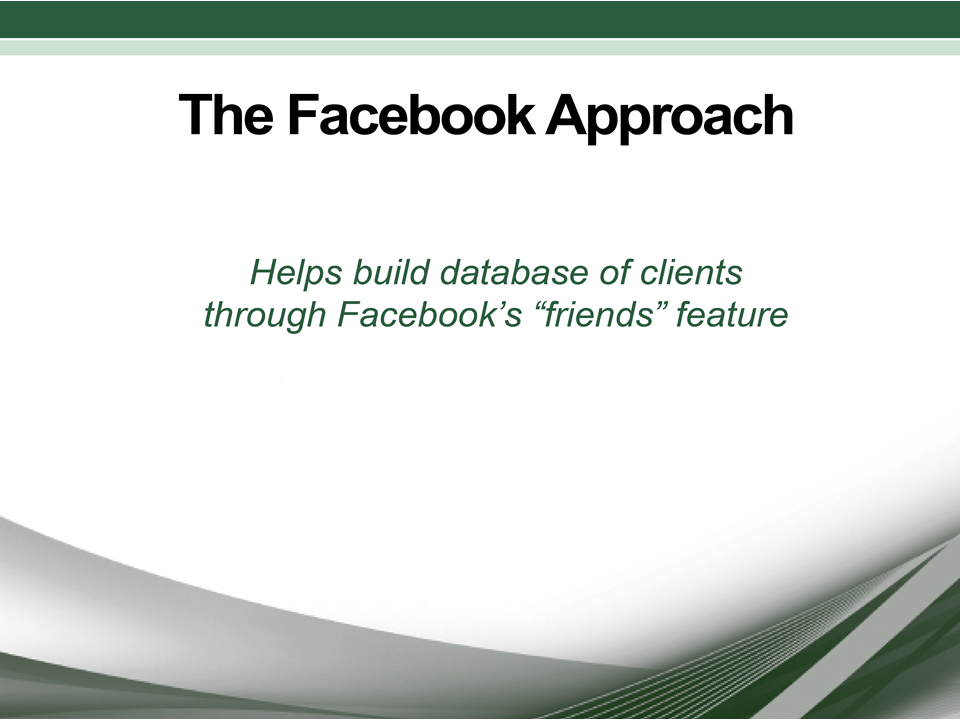 The Facebook Approach
Helps build database of clients
through Facebook’s “friends” feature